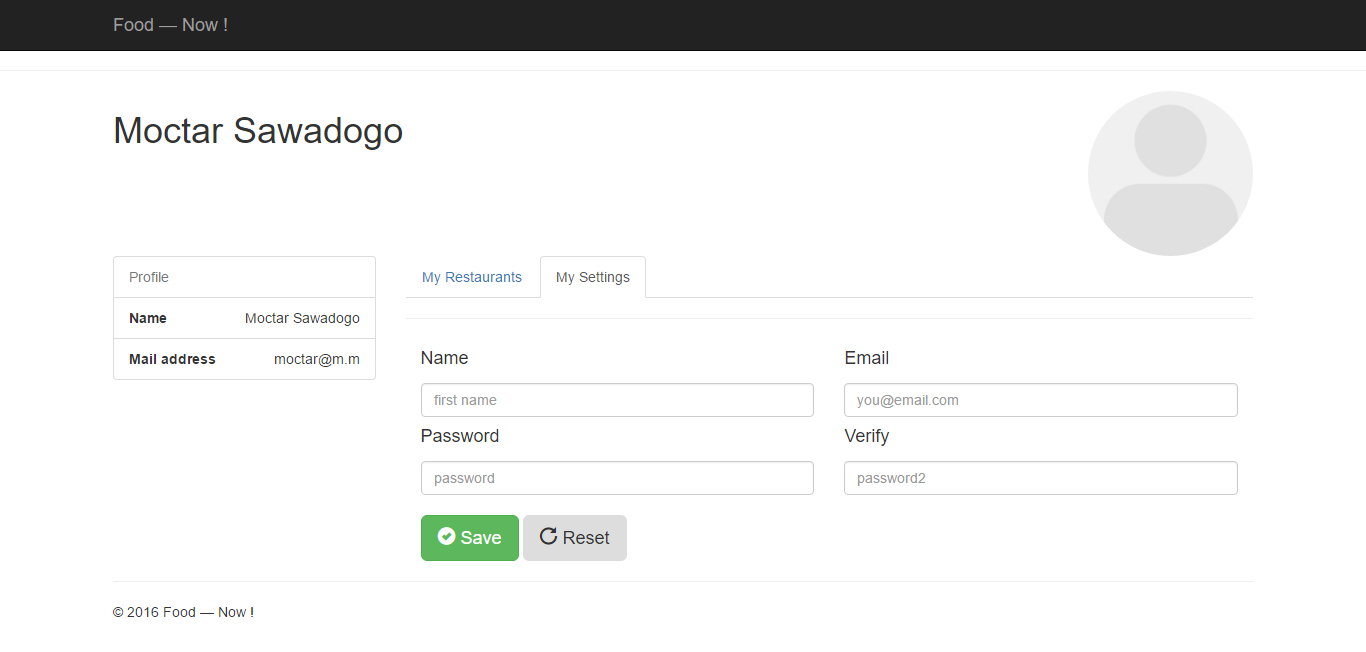 Food — Now !
Moctar Sawadogo
Profile
Name Moctar Sawadogo
Mail address moctar@m.m
My Restaurants My Settings
Name Email
first name you@email.com
Password Verify
password password2
Save Reset
© 2016 Food — Now !